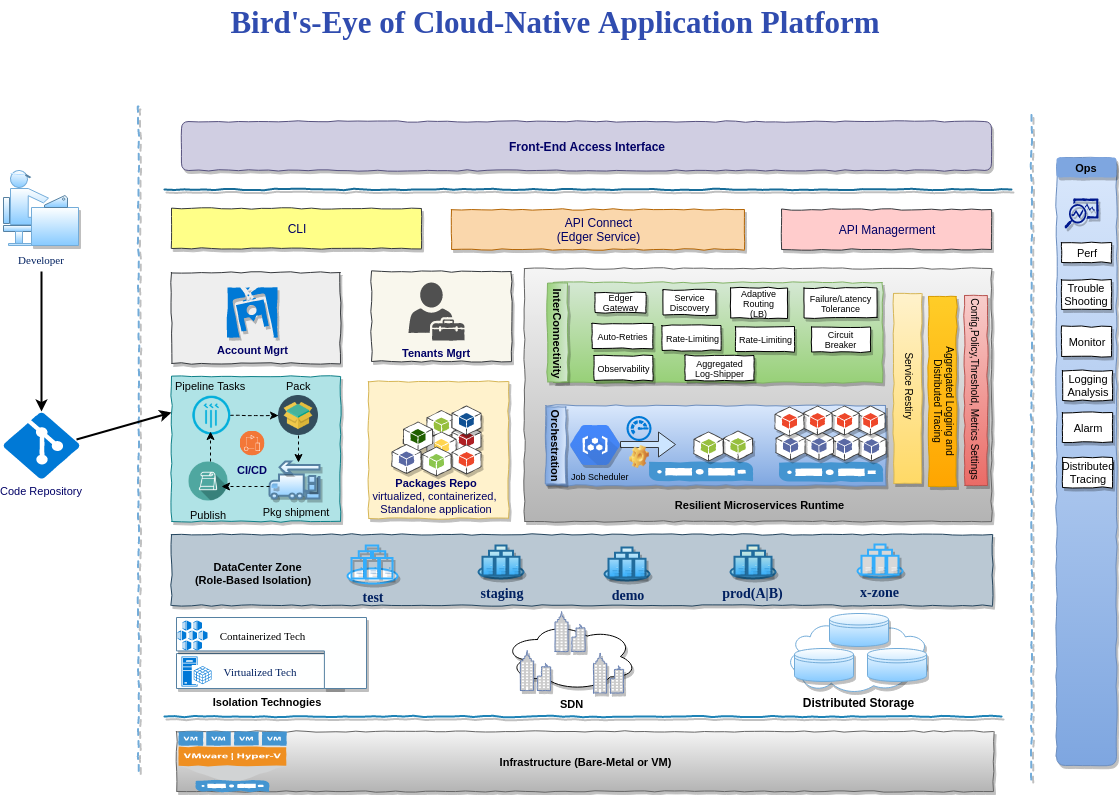 Bird's-Eye of Cloud-Native Application Platform
Front-End Access Interface
CLI
API Connect
(Edger Service)
API Managerment
Developer
Code Repository
Account Mgrt
Tenants Mgrt
Pipeline Tasks
Pack
CI/CD
Publish
Pkg shipment
Packages Repo
virtualized, containerized,
Standalone application
InterConnectivity
Edger
Gateway
Service
Discovery
Adaptive
Routing
(LB)
Failure/Latency
Tolerance
Auto-Retries
Rate-Limiting
Rate-Limiting
Circuit
Breaker
Observability
Aggregated
Log-Shipper
Orchestration
Job Scheduler
Resilient Microservices Runtime
Service Restiry
Aggregated Logging and
Distributed Tracing
Config,Policy,Threshold, Metrics Settings
DataCenter Zone
(Role-Based Isolation)
test
staging
demo
prod(A|B)
x-zone
Containerized Tech
Virtualized Tech
Isolation Technogies
SDN
Distributed Storage
VM
VM
VM
VM
VMware | Hyper-V
Infrastructure (Bare-Metal or VM)
Ops
Perf
Trouble
Shooting
Monitor
Logging
Analysis
Alarm
Distributed
Tracing